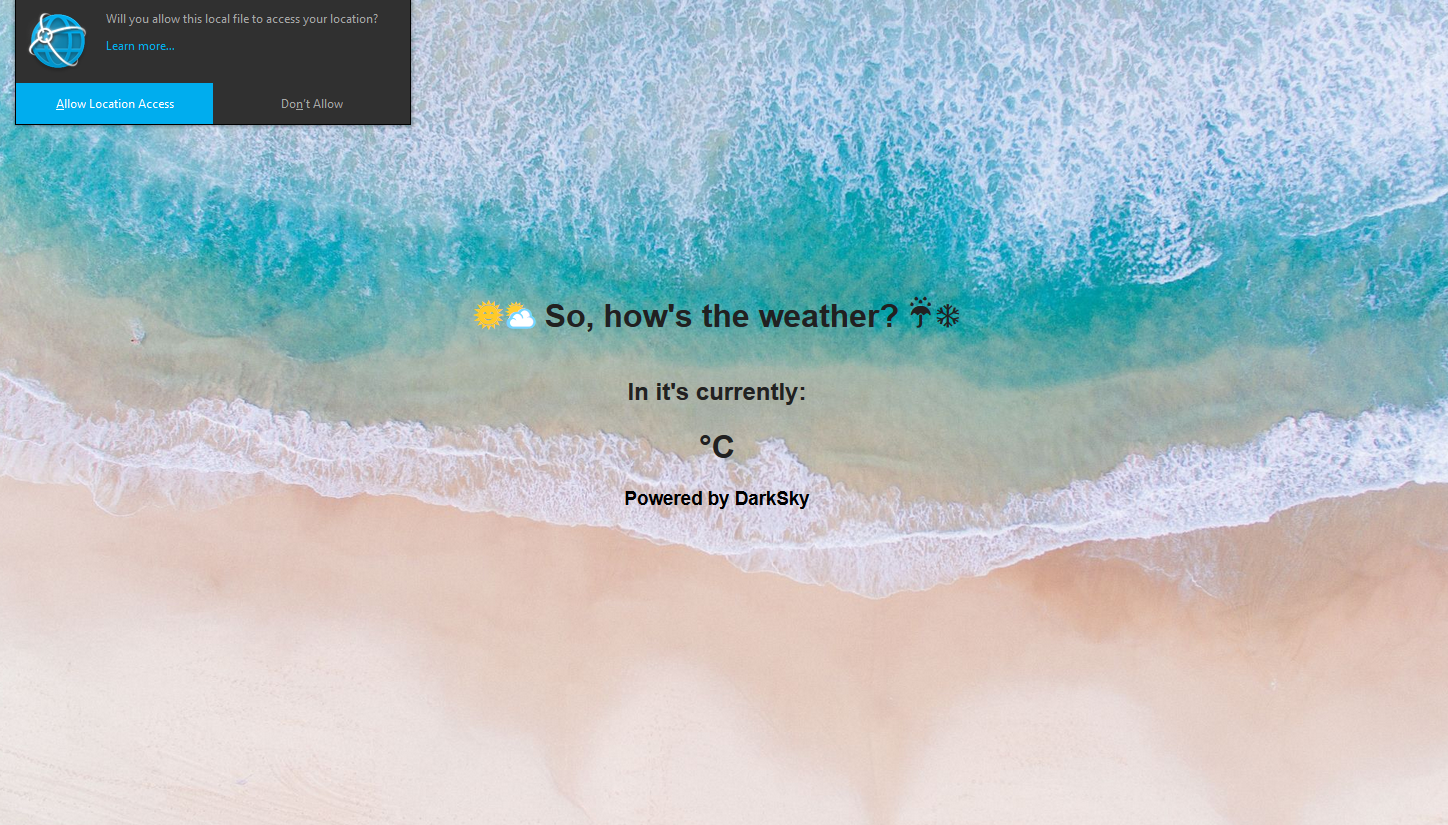 Will you allow this local file to access your location?
Learn more...
Allow Location Access
Don't Allow
🌞🌤 So, how's the weather? ☔❄
In it's currently:
°C
Powered by DarkSky